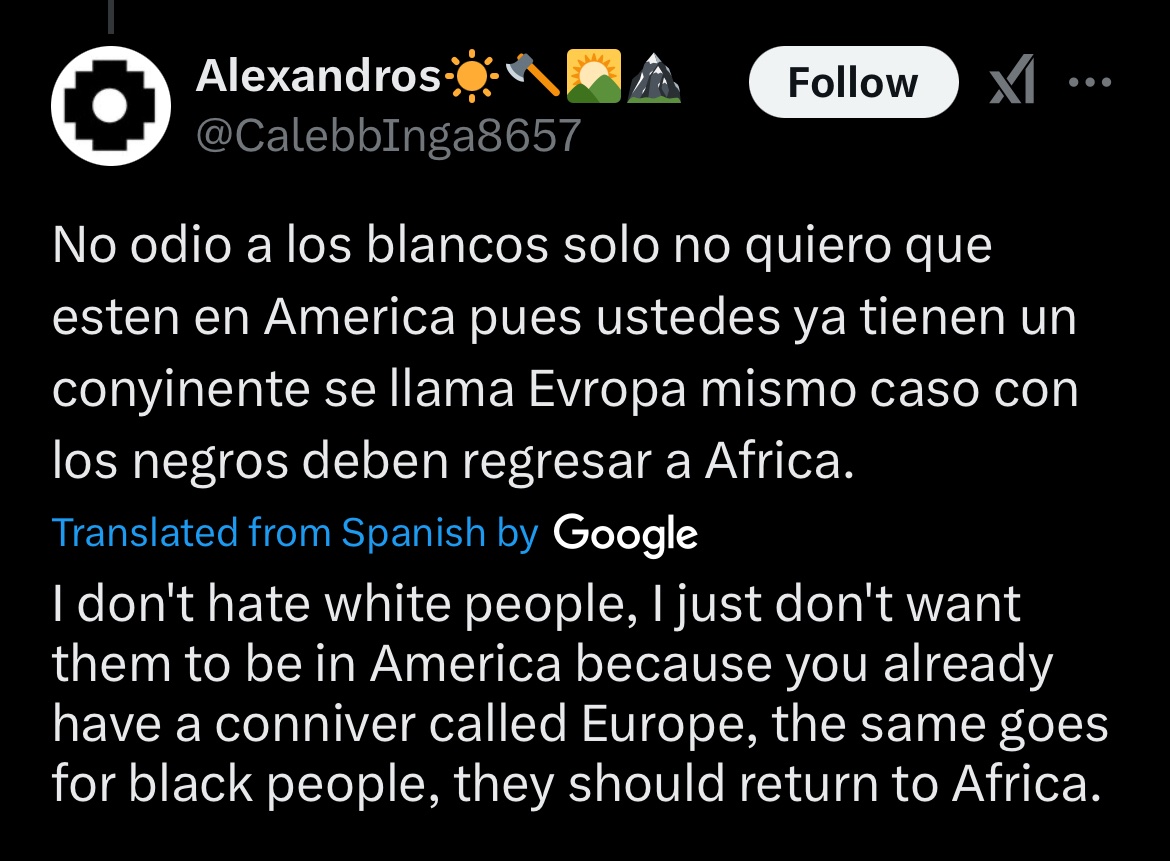 Alexandros☀️🪓🌄⛰️
@CalebbInga8657
Follow
No odio a los blancos solo no quiero que
esten en America pues ustedes ya tienen un
conyinente se llama Evropa mismo caso con
los negros deben regresar a Africa.
Translated from Spanish by Google
I don't hate white people, I just don't want
them to be in America because you already
have a conniver called Europe, the same goes
for black people, they should return to Africa.